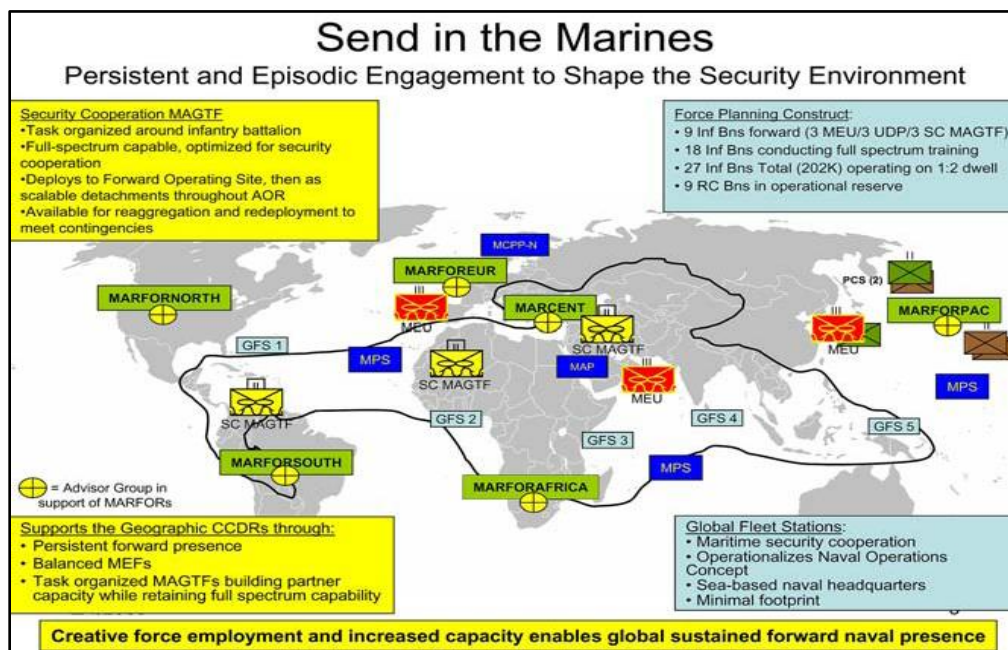 Send in the Marines
Persistent and Episodic Engagement to Shape the Security Environment
Security Cooperation MAGTF
•Task organized around infantry battalion
•Full-spectrum capable, optimized for security
cooperation
•Deploys to Forward Operating Site, then as
scalable detachments throughout AOR
•Available for reaggregation and redeployment to
meet contingencies
Force Planning Construct:
• 9 Inf Bns forward (3 MEU/3 UDP/3 SC MAGTF)
• 18 Inf Bns conducting full spectrum training
• 27 Inf Bns Total (202K) operating on 1:2 dwell
• 9 RC Bns in operational reserve
MCPP-N
II
PCS (2)
MARFOREUR
MARFORNORTH
III
MEU
MARCENT
II
SC MAGTF
III
MEU
MARFORPAC
II
GFS 1
MPS
II
SC MAGTF
MAP
III
MEU
MPS
II
SC MAGTF
GFS 2
GFS 3
GFS 4
GFS 5
MARFORSOUTH
MPS
MARFORAFRICA
= Advisor Group in
support of MARFORs
Supports the Geographic CCDRs through:
• Persistent forward presence
• Balanced MEFs
• Task organized MAGTFs building partner
capacity while retaining full spectrum capability
Global Fleet Stations:
• Maritime security cooperation
• Operationalizes Naval Operations
Concept
• Sea-based naval headquarters
• Minimal footprint
Creative force employment and increased capacity enables global sustained forward naval presence